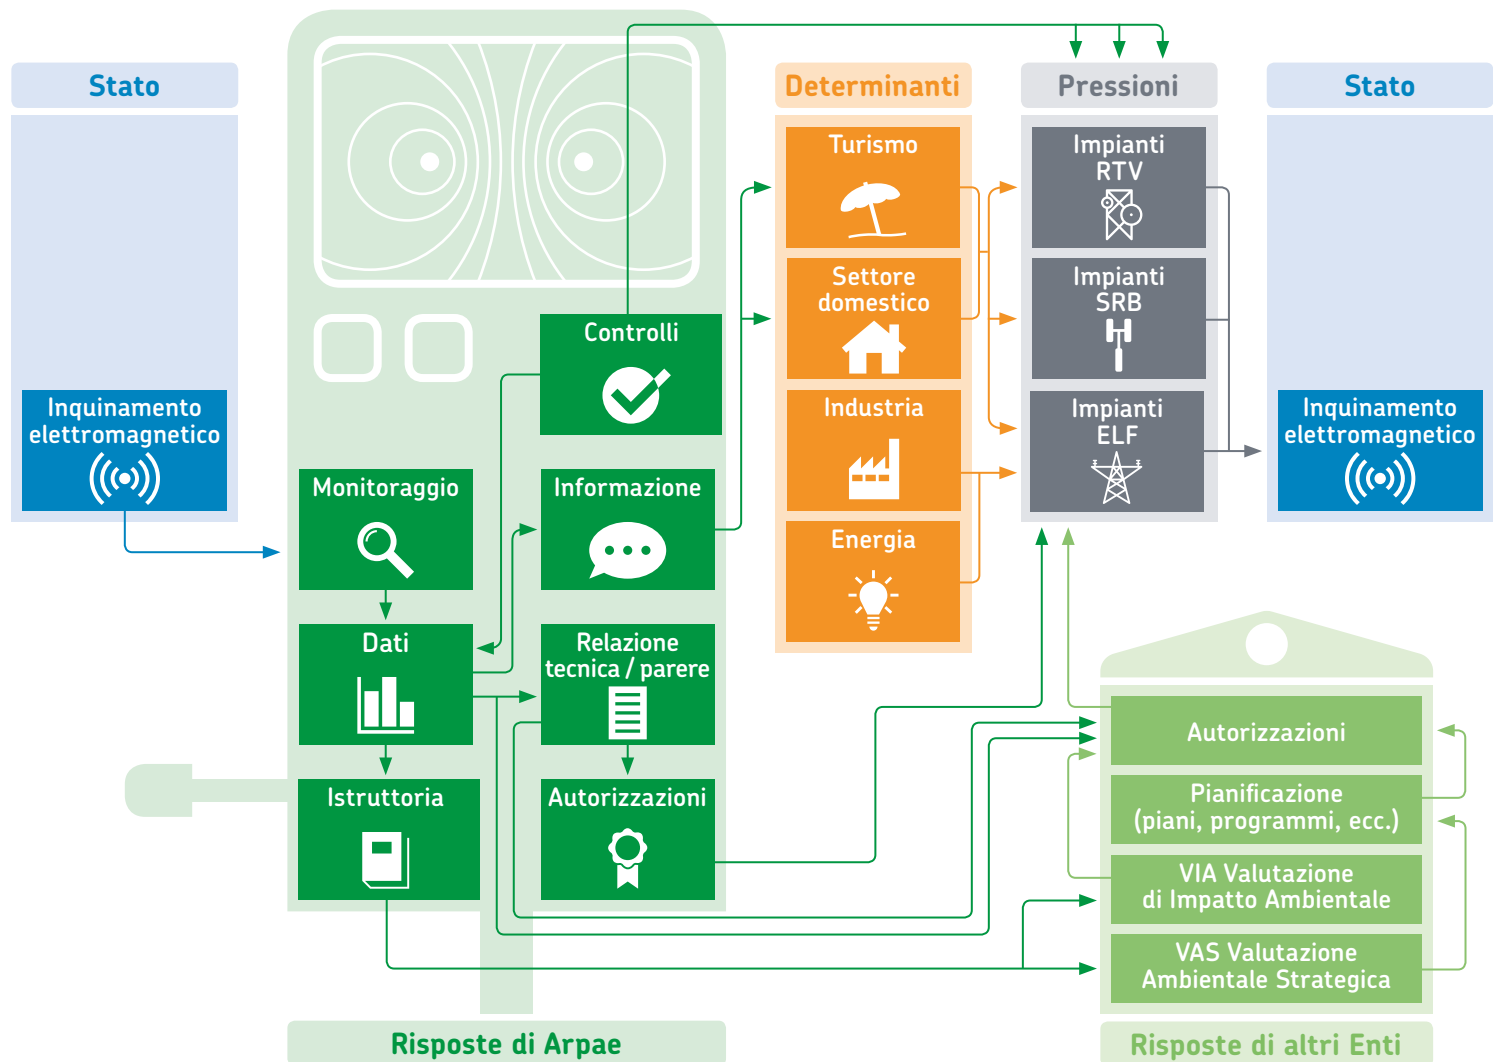 Stato
Inquinamento
elettromagnetico
Controlli
Monitoraggio
Informazione
Dati
Relazione
tecnica / parere
Istruttoria
Autorizzazioni
Risposte di Arpae
Determinanti
Turismo
Settore
domestico
Industria
Energia
Pressioni
Impianti
RTV
Impianti
SRB
Impianti
ELF
Stato
Inquinamento
elettromagnetico
Autorizzazioni
Pianificazione
(piani, programmi, ecc.)
VIA Valutazione
di Impatto Ambientale
VAS Valutazione
Ambientale Strategica
Risposte di altri Enti